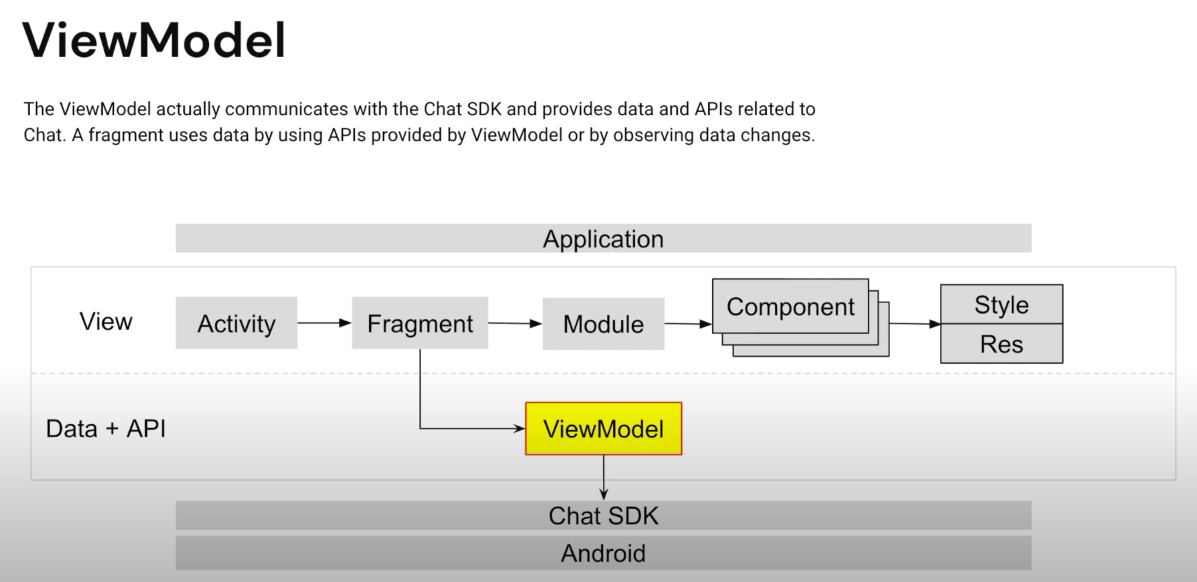 ViewModel
The ViewModel actually communicates with the Chat SDK and provides data and APIs related to
Chat. A fragment uses data by using APIs provided by ViewModel or by observing data changes.
Application
View
Activity
Fragment
Module
Component
Style
Res
Data + API
ViewModel
Chat SDK
Android